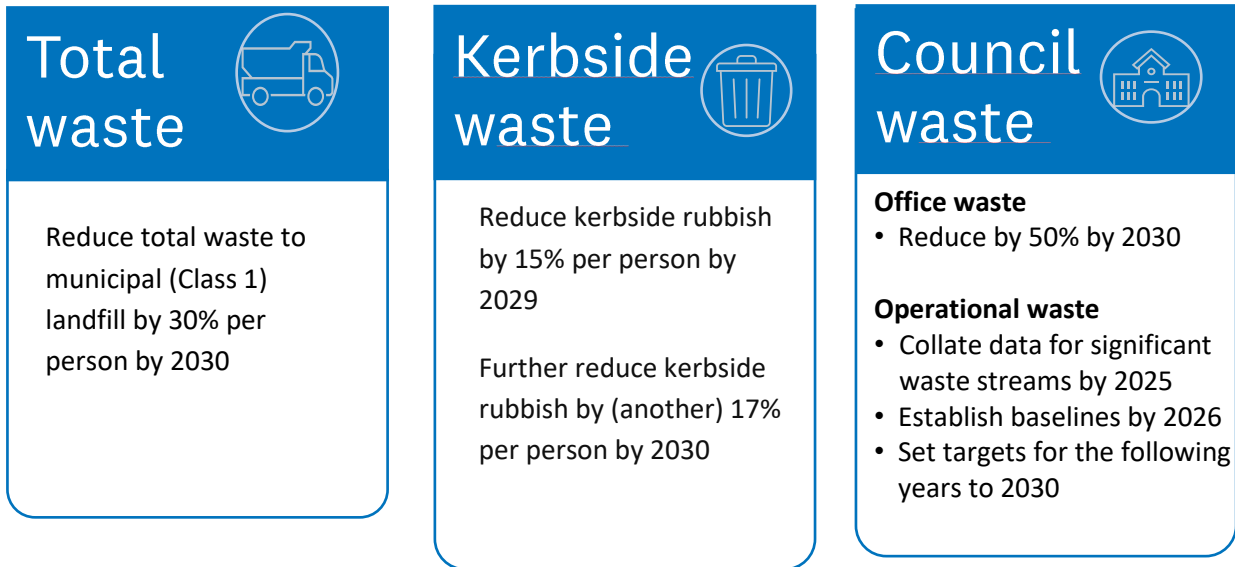 Total
waste
Reduce total waste to
municipal (Class 1)
landfill by 30% per
person by 2030
Kerbside
waste
Reduce kerbside rubbish
by 15% per person by
2029
Further reduce kerbside
rubbish by (another) 17%
per person by 2030
Council
waste
Office waste
• Reduce by 50% by 2030
Operational waste
• Collate data for significant
waste streams by 2025
• Establish baselines by 2026
• Set targets for the following
years to 2030